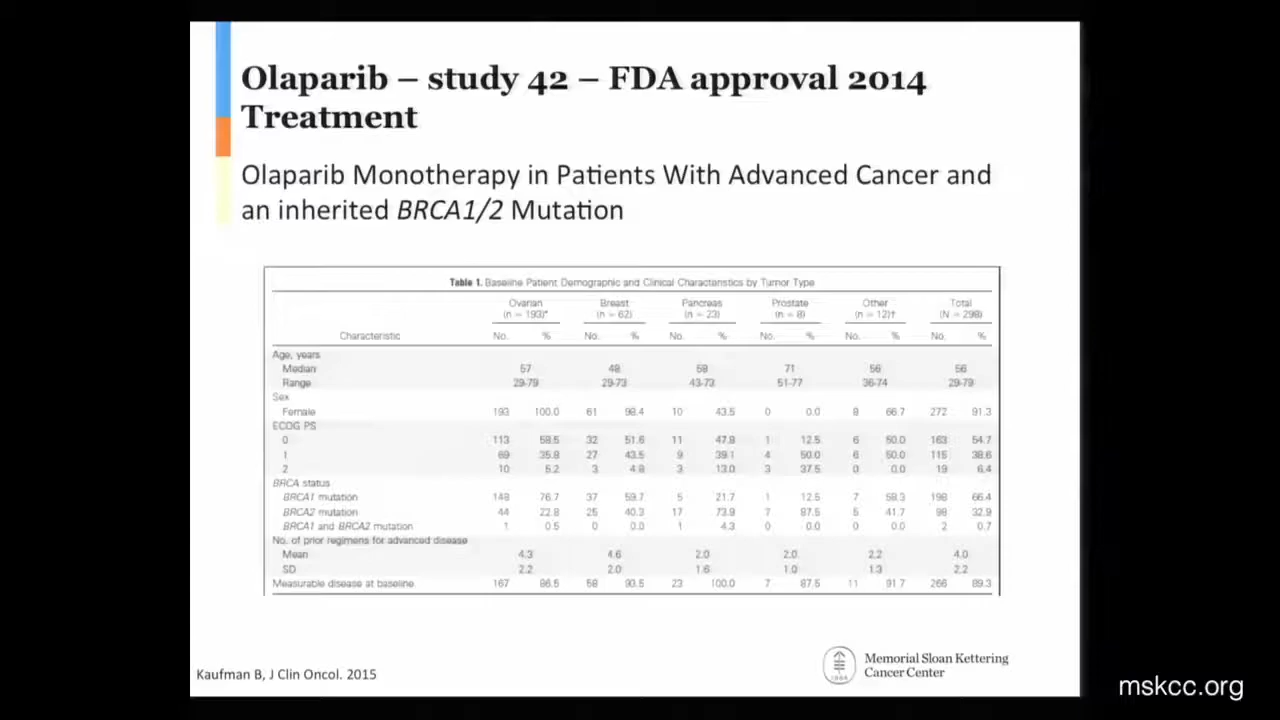 Olaparib – study 42 – FDA approval 2014
Treatment
Olaparib Monotherapy in Patients With Advanced Cancer and
an inherited BRCA1/2 Mutation
Table 1. Baseline Patient Demographic and Clinical Characteristics by Tumor Type
Ovarian Breast Pancreas Prostate Other Total
(n = 193)* (n = 62) (n = 23) (n = 8) (n = 12)† (N = 298)
Characteristic No. % No. % No. % No. % No. % No. %
Age, years
Median 57 48 59 71 56 56
Range 29-79 29-73 43-73 51-77 36-74 29-79
Sex
Female 193 100.0 61 98.4 10 43.5 0 0.0 8 66.7 272 91.3
ECOG PS
0 113 58.5 32 51.6 11 47.8 1 12.5 6 50.0 163 54.7
1 69 35.8 27 43.5 9 39.1 4 50.0 6 50.0 115 38.6
2 10 5.2 3 4.8 3 13.0 3 37.5 0 0.0 19 6.4
BRCA status
BRCA1 mutation 148 76.7 37 59.7 5 21.7 1 12.5 7 58.3 198 66.4
BRCA2 mutation 44 22.8 25 40.3 17 73.9 7 87.5 5 41.7 98 32.9
BRCA1 and BRCA2 mutation 1 0.5 0 0.0 1 4.3 0 0.0 0 0.0 2 0.7
No. of prior regimens for advanced disease
Mean 4.3 4.6 2.0 2.0 2.2 4.0
SD 2.2 2.0 1.6 1.0 1.3 2.2
Measurable disease at baseline 167 86.5 58 93.5 23 100.0 7 87.5 11 91.7 266 89.3
Kaufman B, J Clin Oncol. 2015
Memorial Sloan Kettering
Cancer Center
mskcc.org